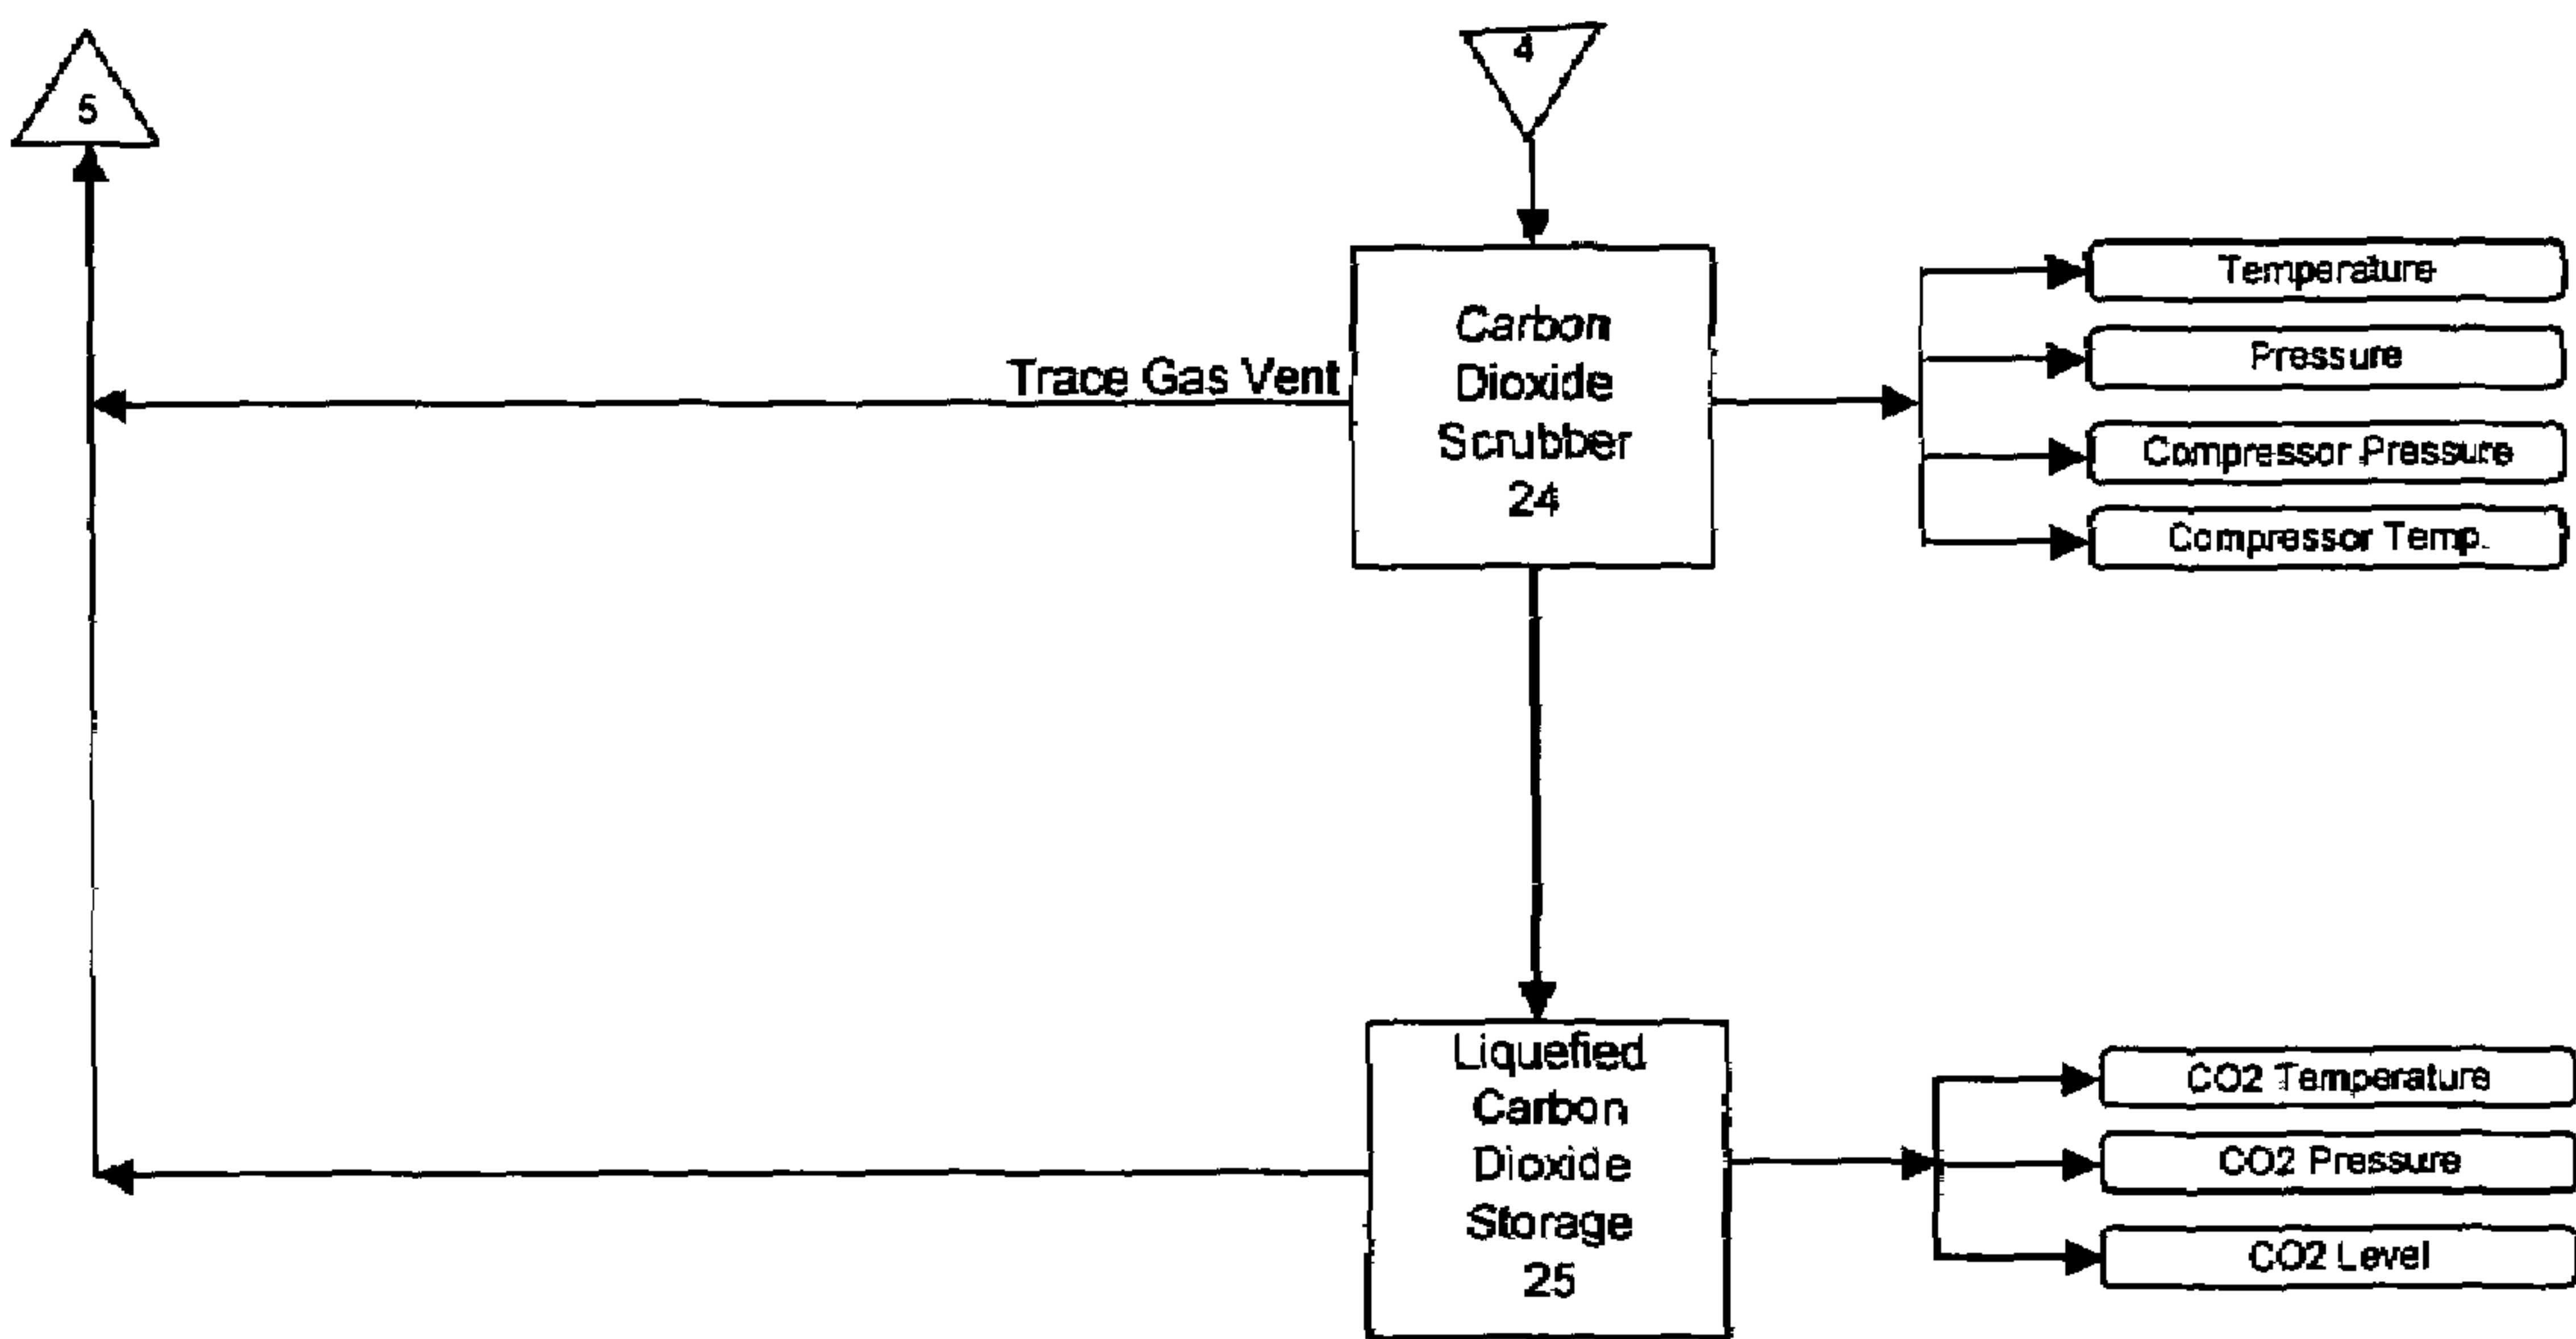 5
4
Carbon
Dioxide
Scrubber
24
Trace Gas Vent
Temperature
Pressure
Compressor Pressure
Compressor Temp.
Liquefied
Carbon
Dioxide
Storage
25
CO2 Temperature
CO2 Pressure
CO2 Level